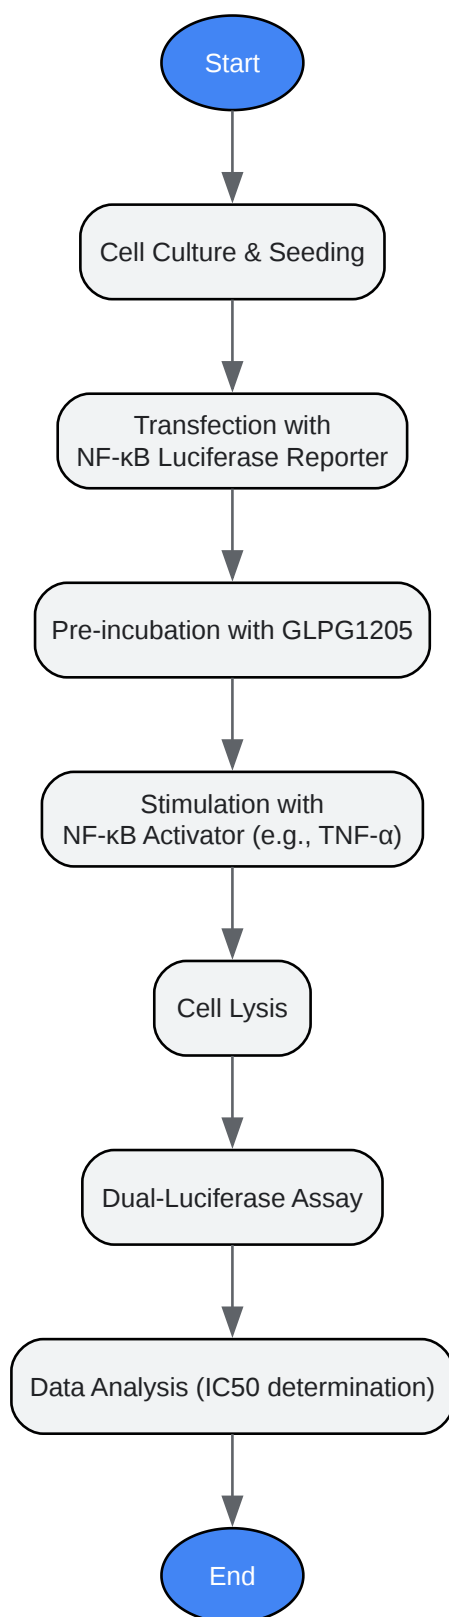 Start
Cell Culture & Seeding
Transfection with
NF-κB Luciferase Reporter
Pre-incubation with GLPG1205
Stimulation with
NF-κB Activator (e.g., TNF-α)
Cell Lysis
Dual-Luciferase Assay
Data Analysis (IC50 determination)
End